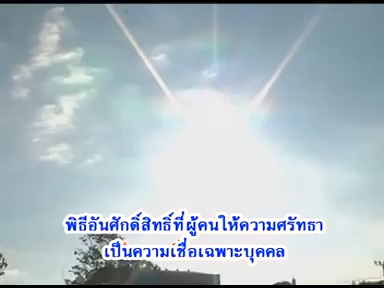 พิธีอันศักดิ์สิทธิ์ที่ผู้คนให้ความศรัทธา
เป็นความเชื่อเฉพาะบุคคล